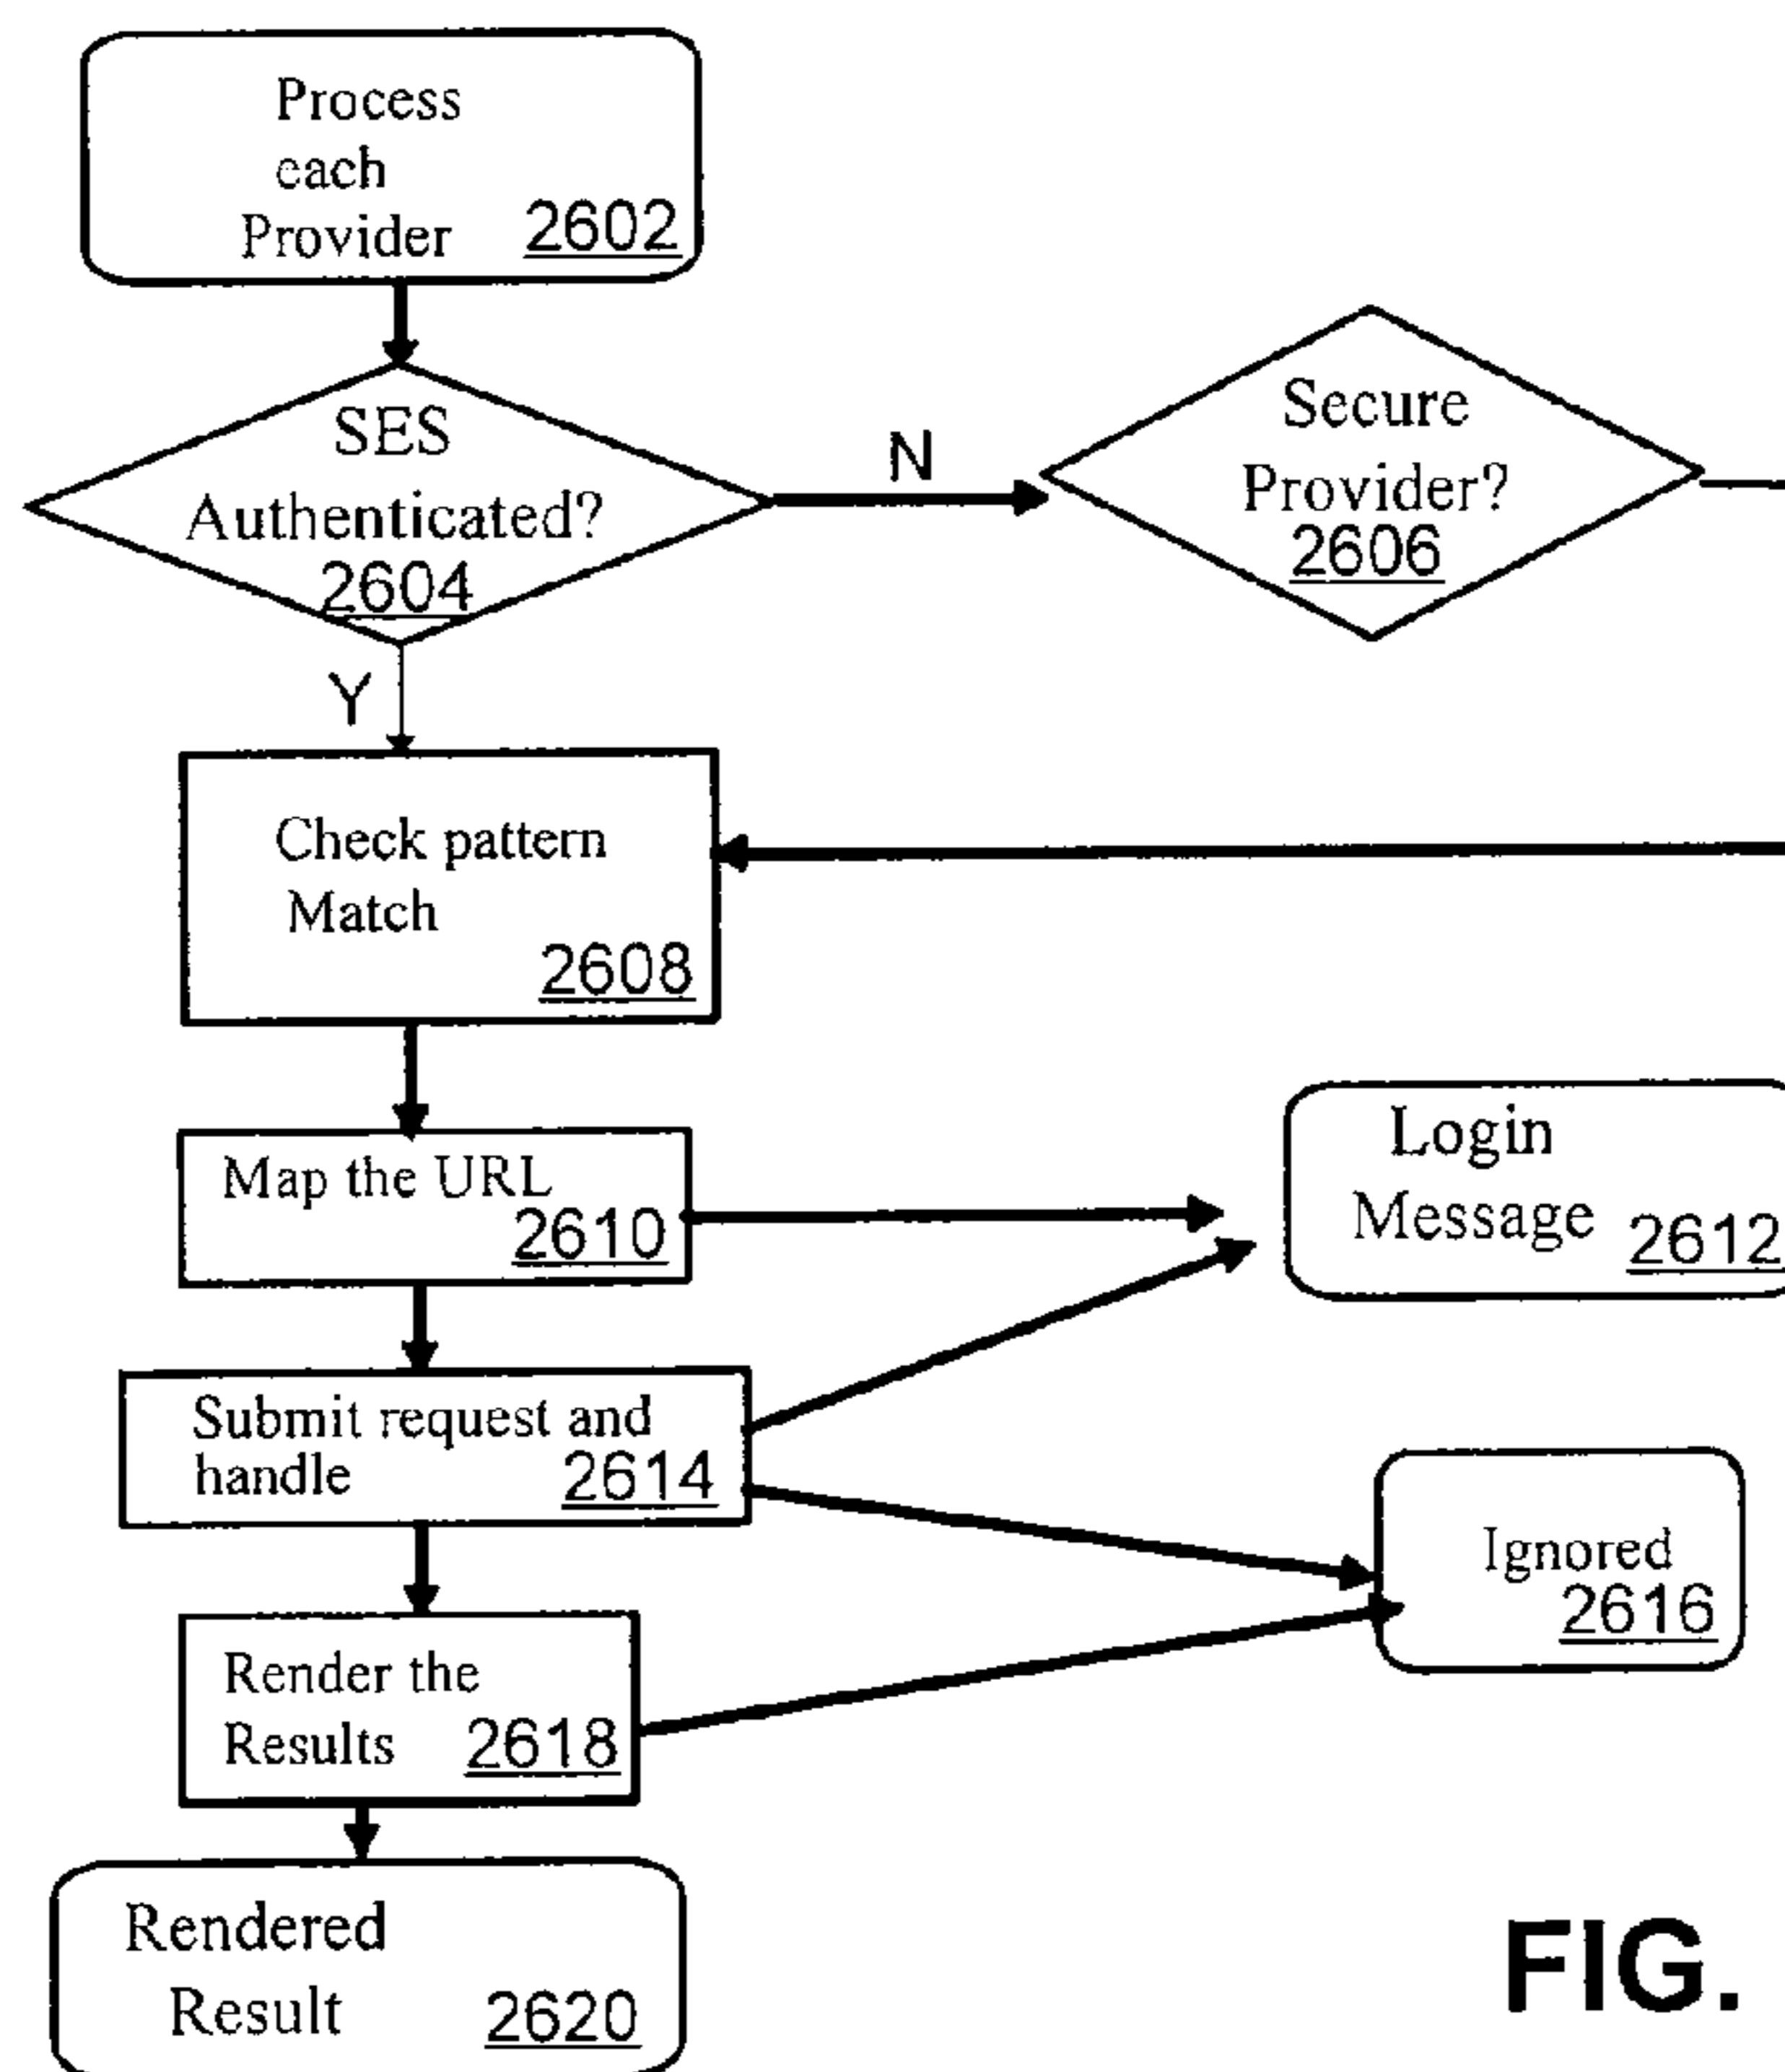 Process
each
Provider 2602
SES
Authenticated?
2604
N
Secure
Provider?
2606
Y
Check pattern
Match
2608
Map the URL
2610
Login
Message 2612
Submit request and
handle 2614
Ignored
2616
Render the
Results 2618
Rendered
Result 2620
FIG.